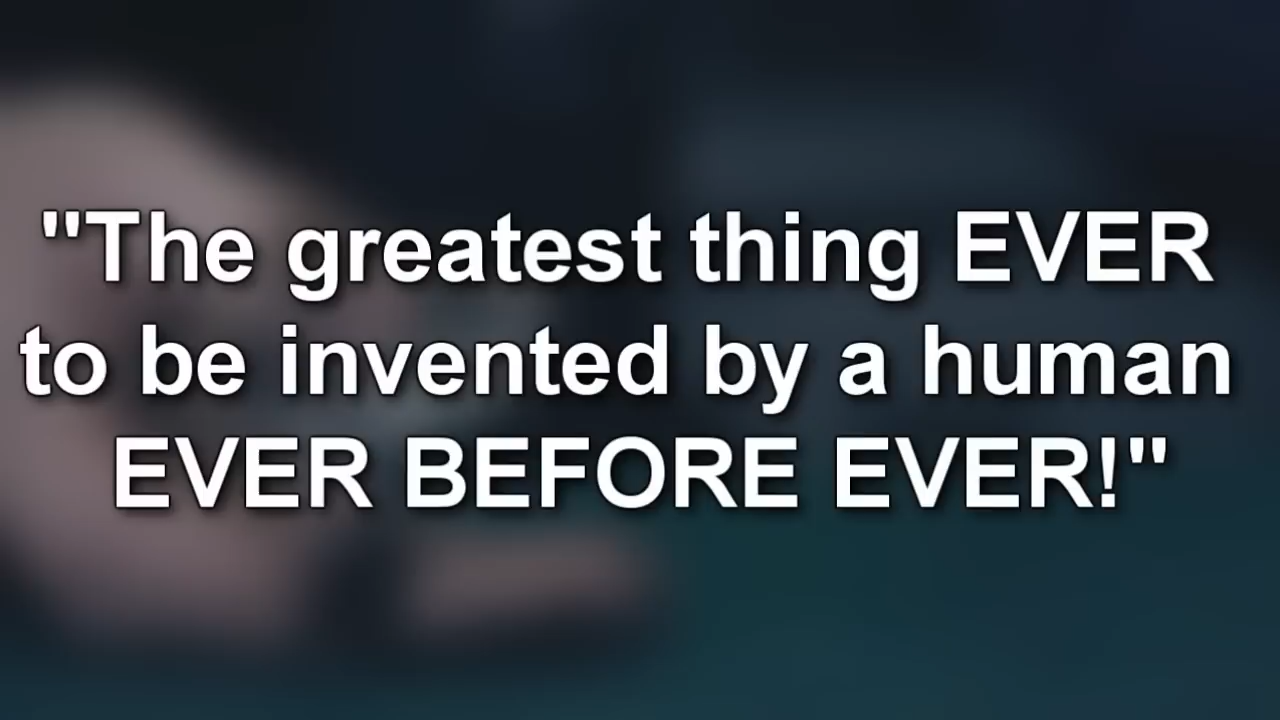 "The greatest thing EVER
to be invented by a human
EVER BEFORE EVER!"